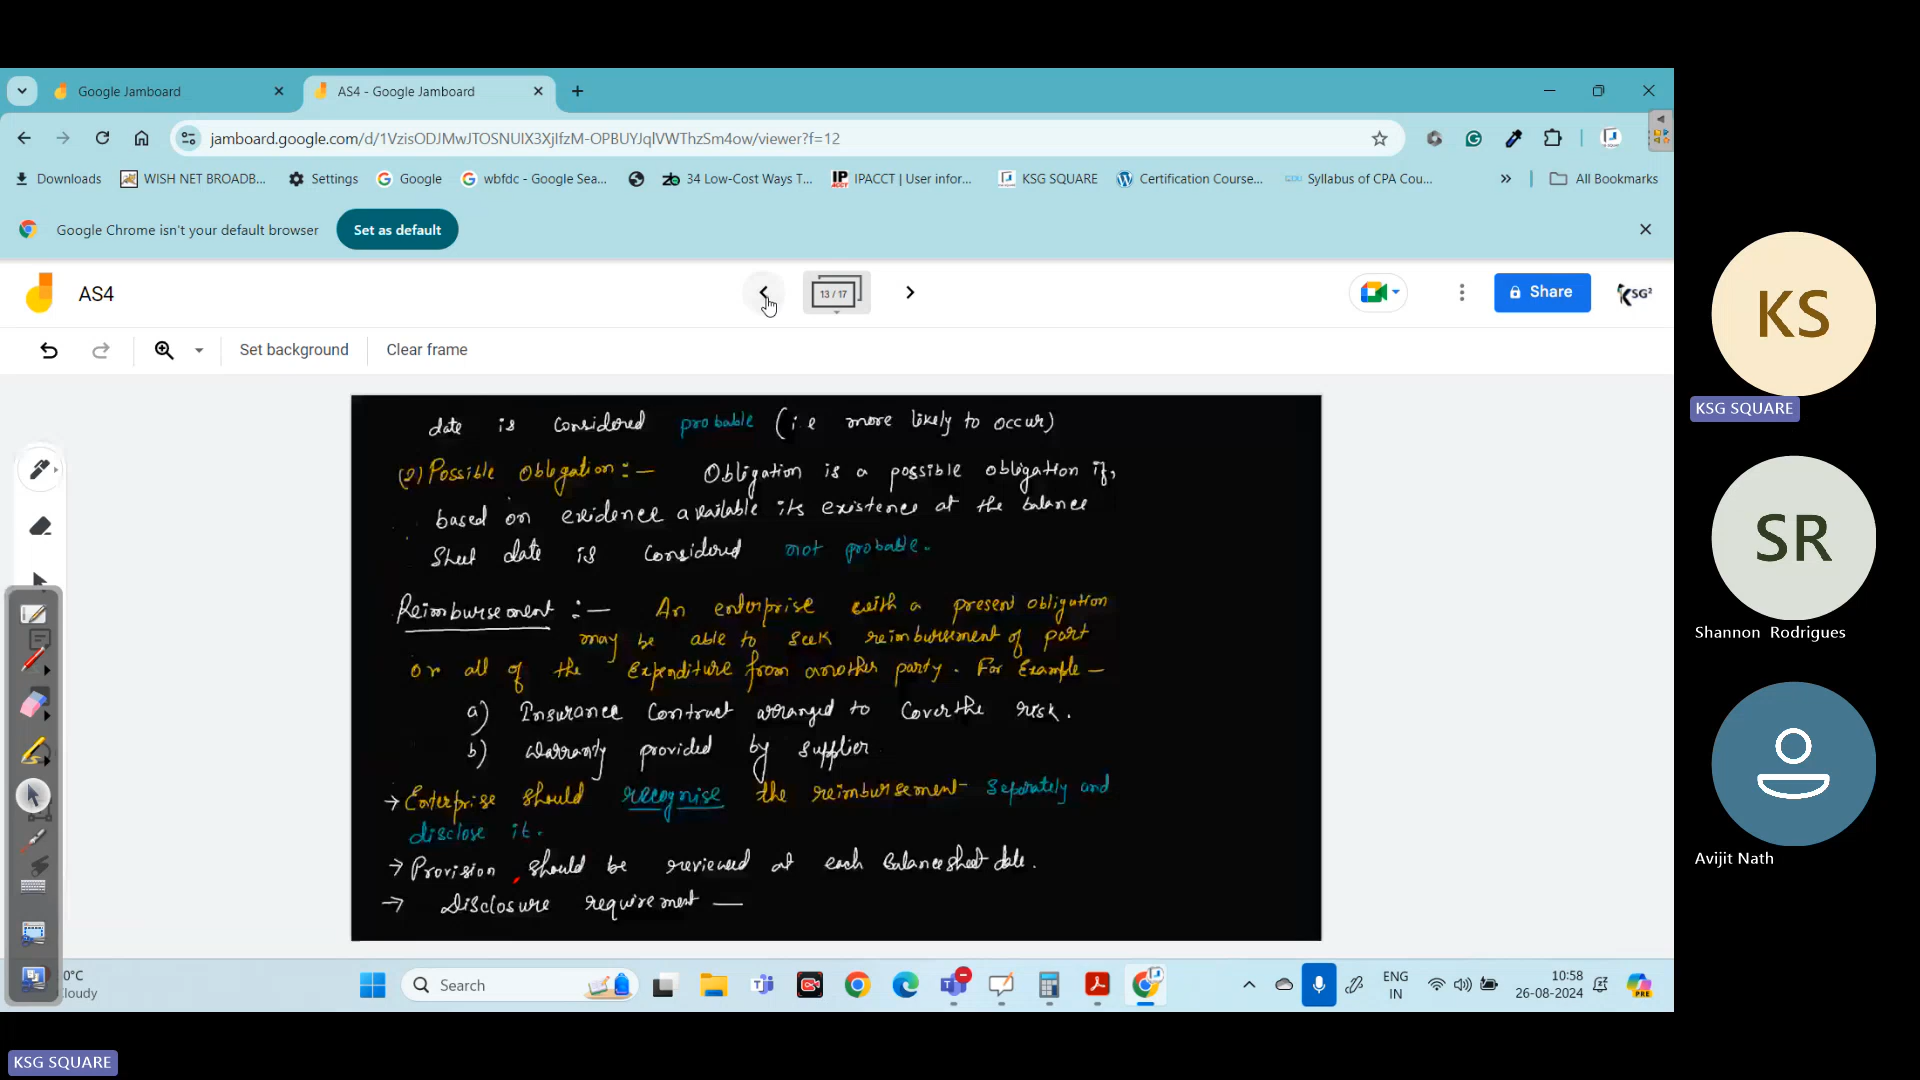 Google Jamboard
AS4 - Google Jamboard
jamboard.google.com/d/1VzisODJMwJTOSNUIX3XjlfzM-OPBUYJqlVWThzSm4ow/viewer?f=12
Downloads WISH NET BROADB... Settings Google wbfdc - Google Sea... 34 Low-Cost Ways T... IPACCT | User infor... KSG SQUARE Certification Course... Syllabus of CPA Cou... » All Bookmarks
Google Chrome isn't your default browser Set as default
AS4 13 / 17 Share KSG²
Set background Clear frame
date is considered probable (i.e more likely to occur)
(2) Possible Oblegation :— Obligation is a possible obligation if,
based on evidence available its existence at the balance
Sheet date is considered not probable.
Reimbursement :— An enterprise with a present obligation
may be able to seek reimbursement of part
or all of the Expenditure from another party. For Example —
a) Insurance Contract arranged to Cover the risk.
b) Warranty provided by supplier
→ Enterprise should recognise the reimbursement separately and
disclose it.
→ Provision should be reviewed at each Balance sheet date.
→ Disclosure requirement —
KS
KSG SQUARE
SR
Shannon Rodrigues
Avijit Nath
0°C
Cloudy
Search
ENG
IN
10:58
26-08-2024
PRE
KSG SQUARE